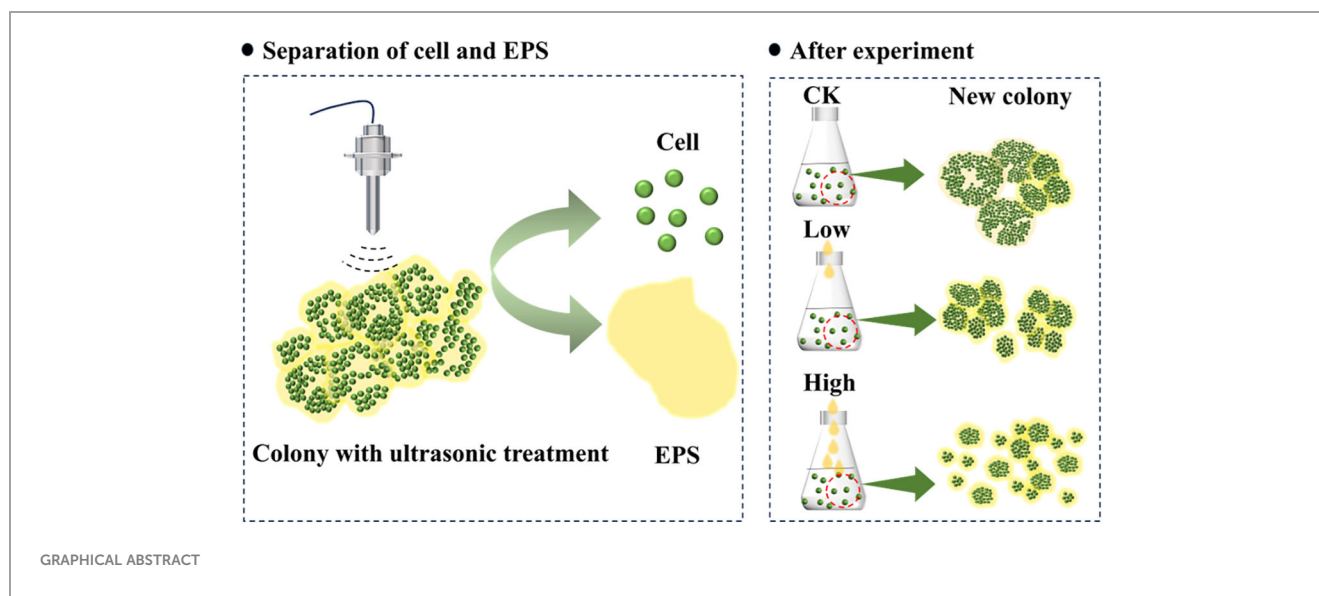 ● Separation of cell and EPS
Cell
Colony with ultrasonic treatment
EPS
● After experiment
CK
New colony
Low
High
GRAPHICAL ABSTRACT